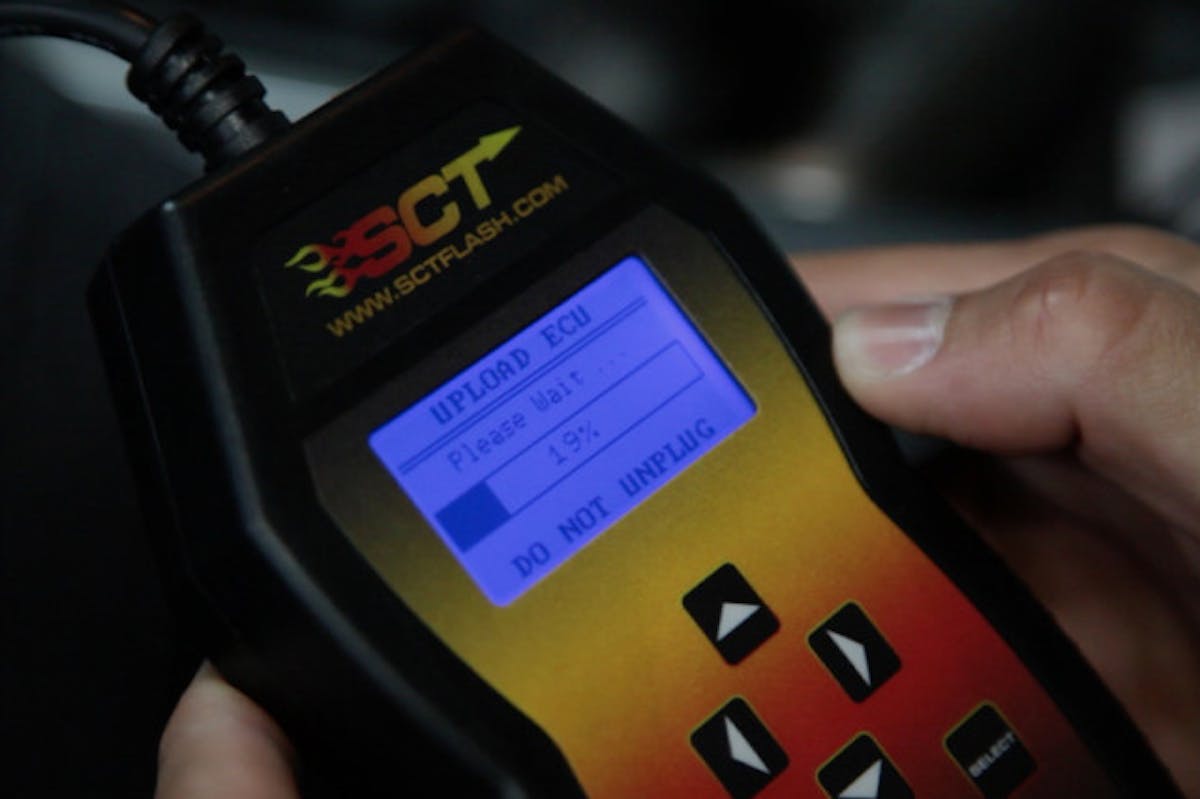 SCT
WWW.SCTFLASH.COM
UPLOAD ECU
Please Wait ...
19%
DO NOT UNPLUG
SELECT